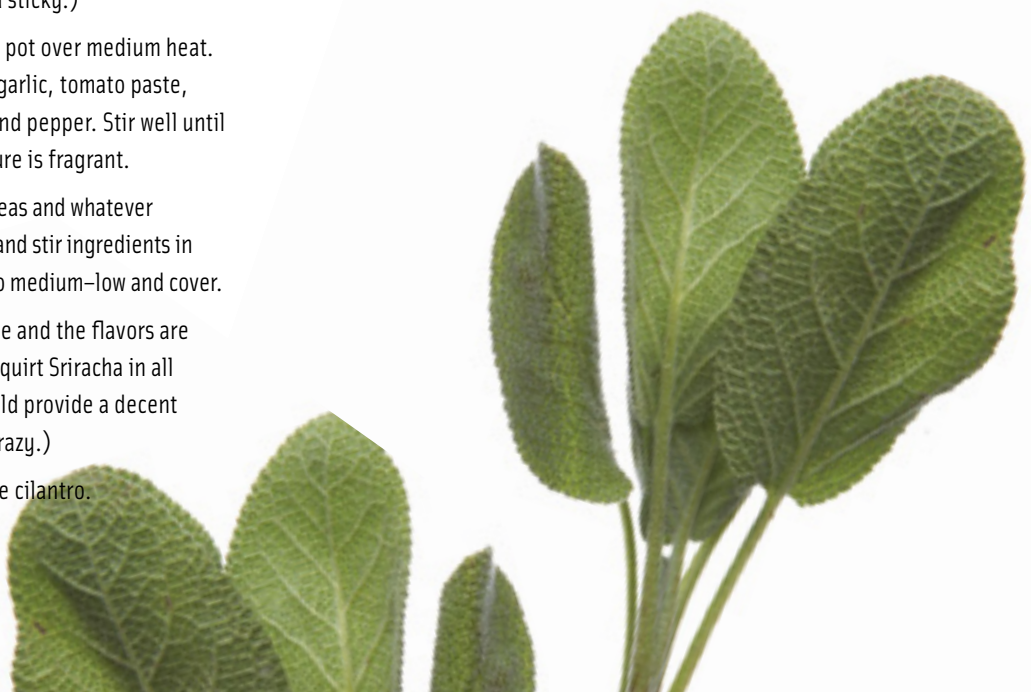 sticky.)
pot over medium heat.
garlic, tomato paste,
nd pepper. Stir well until
ure is fragrant.
eas and whatever
and stir ingredients in
o medium–low and cover.
e and the flavors are
quirt Sriracha in all
ld provide a decent
razy.)
e cilantro.